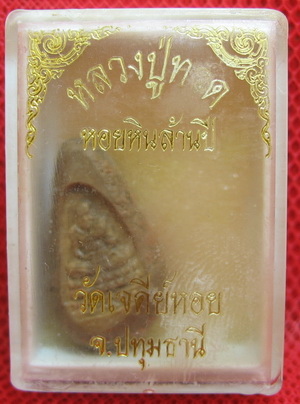 หลวงปู่ท ด
หอยหินล้านปี
วัดเจดีย์หอย
จ.ปทุมธานี